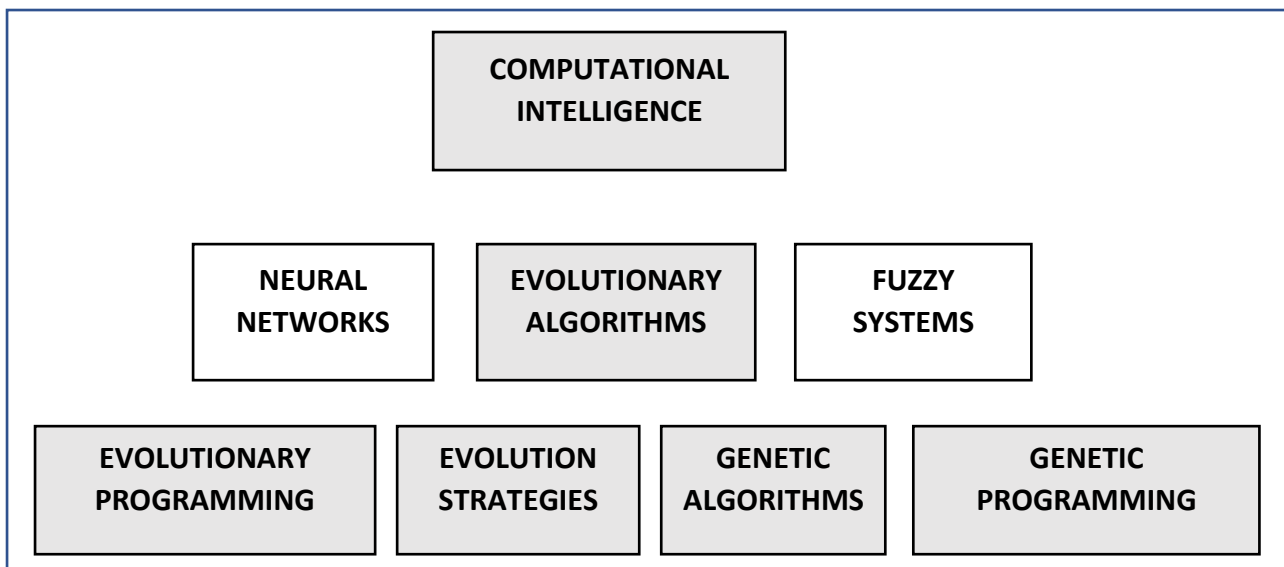 COMPUTATIONAL
INTELLIGENCE
NEURAL
NETWORKS
EVOLUTIONARY
ALGORITHMS
FUZZY
SYSTEMS
EVOLUTIONARY
PROGRAMMING
EVOLUTION
STRATEGIES
GENETIC
ALGORITHMS
GENETIC
PROGRAMMING